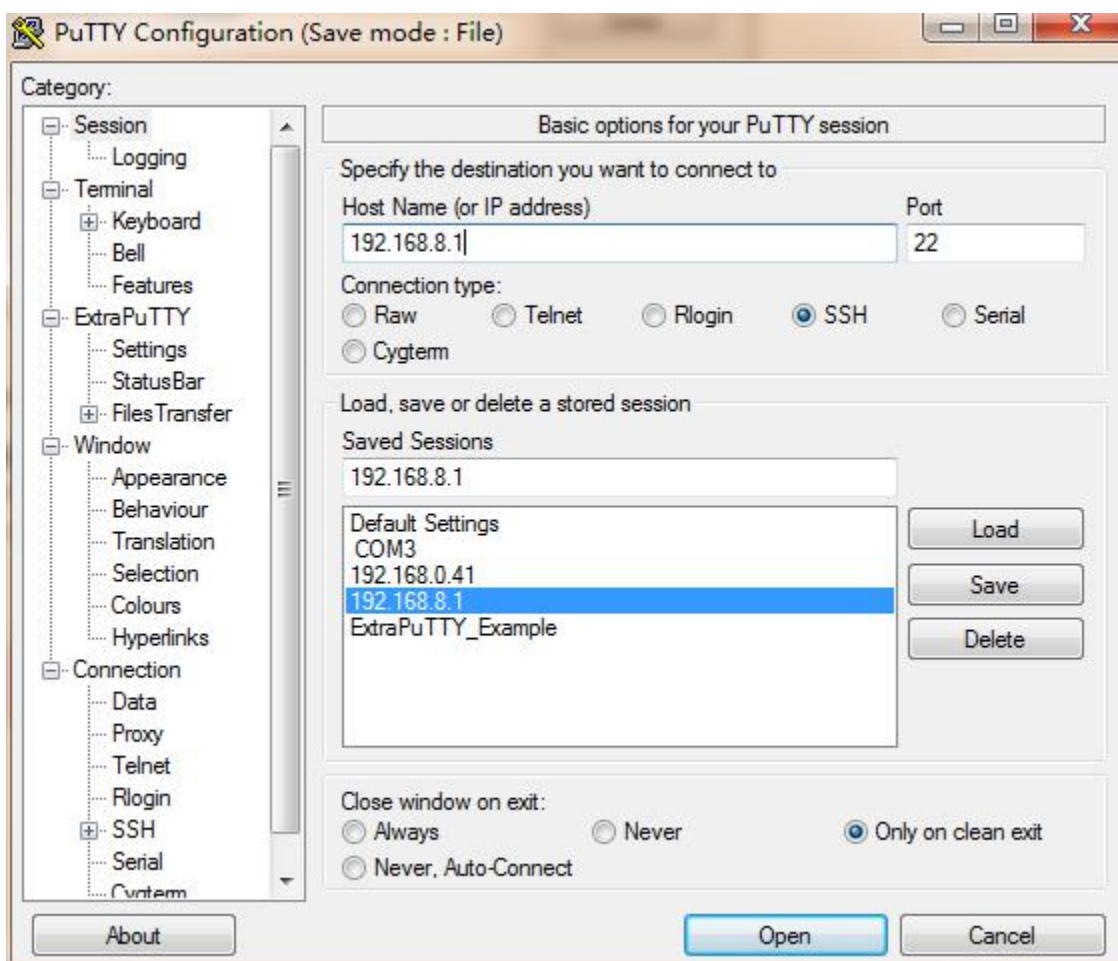 PuTTY Configuration (Save mode : File)
Category:
Session
Logging
Terminal
Keyboard
Bell
Features
ExtraPuTTY
Settings
StatusBar
FilesTransfer
Window
Appearance
Behaviour
Translation
Selection
Colours
Hyperlinks
Connection
Data
Proxy
Telnet
Rlogin
SSH
Serial
Cygterm
Basic options for your PuTTY session
Specify the destination you want to connect to
Host Name (or IP address) Port
192.168.8.1 22
Connection type:
Raw Telnet Rlogin SSH Serial
Cygterm
Load, save or delete a stored session
Saved Sessions
192.168.8.1
Default Settings
COM3
192.168.0.41
192.168.8.1
ExtraPuTTY_Example
Load
Save
Delete
Close window on exit:
Always Never Only on clean exit
Never, Auto-Connect
About Open Cancel